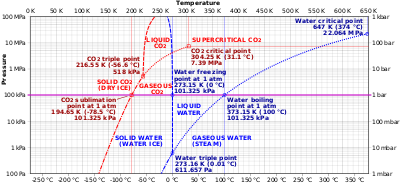 Temperature
0 K 50 K 100 K 150 K 200 K 250 K 300 K 350 K 400 K 450 K 500 K 550 K 600 K 650 K
100 MPa
10 MPa
1 MPa
100 kPa
10 kPa
1 kPa
100 Pa
Pressure
1 kbar
100 bar
10 bar
1 bar
100 mbar
10 mbar
1 mbar
Water critical point
647 K (374 °C)
22.064 MPa
LIQUID
CO₂
SUPERCRITICAL CO₂
CO₂ critical point
304.25 K (31.1 °C)
7.39 MPa
CO₂ triple point
216.55 K (-56.6 °C)
518 kPa
Water freezing
point at 1 atm
273.15 K (0 °C)
101.325 kPa
SOLID CO₂
(DRY ICE)
GASEOUS
CO₂
CO₂ sublimation
point at 1 atm
194.65 K (-78.5 °C)
101.325 kPa
LIQUID
WATER
Water boiling
point at 1 atm
373.15 K (100 °C)
101.325 kPa
SOLID WATER
(WATER ICE)
GASEOUS WATER
(STEAM)
Water triple point
273.16 K (0.01 °C)
611.657 Pa
-250 °C -200 °C -150 °C -100 °C -50 °C 0 °C 50 °C 100 °C 150 °C 200 °C 250 °C 300 °C 350 °C